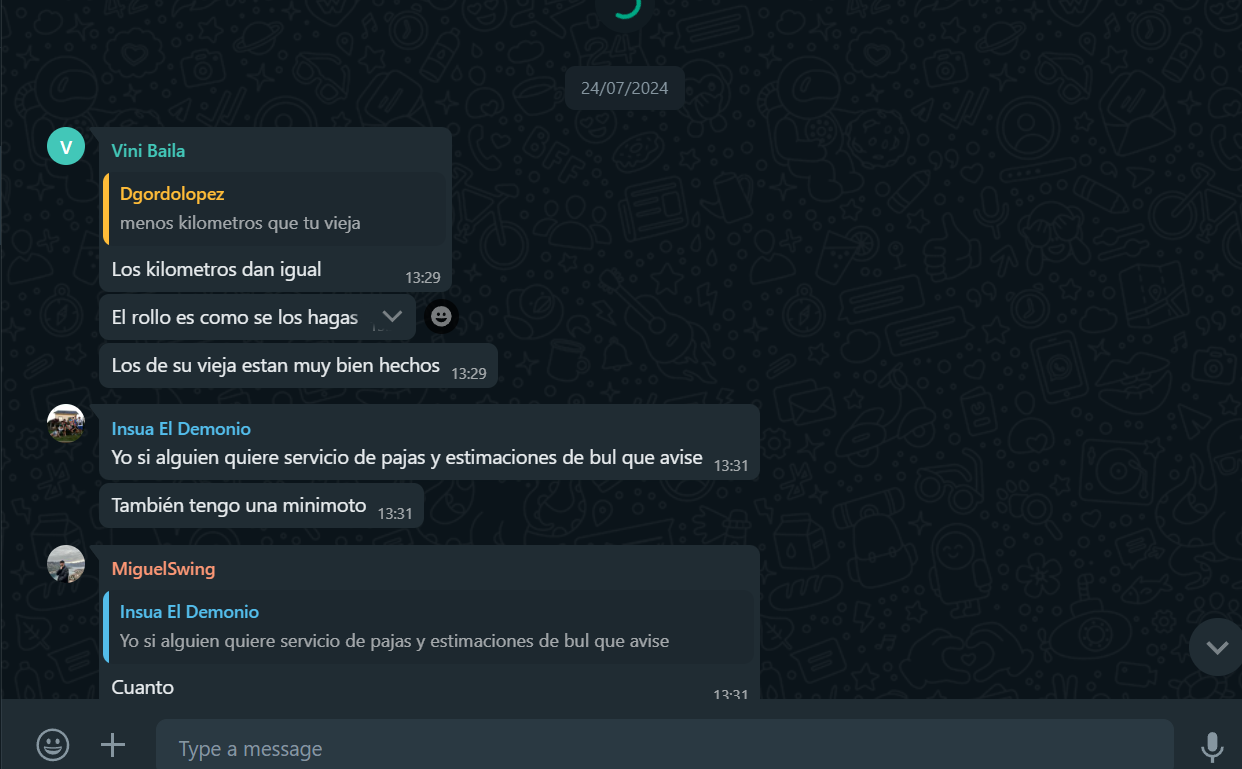 24/07/2024
V
Vini Baila
Dgordolopez
menos kilometros que tu vieja
Los kilometros dan igual
13:29
El rollo es como se los hagas
Los de su vieja estan muy bien hechos 13:29
Insua El Demonio
Yo si alguien quiere servicio de pajas y estimaciones de bul que avise 13:31
También tengo una minimoto 13:31
MiguelSwing
Insua El Demonio
Yo si alguien quiere servicio de pajas y estimaciones de bul que avise
Cuanto
13:31
Type a message